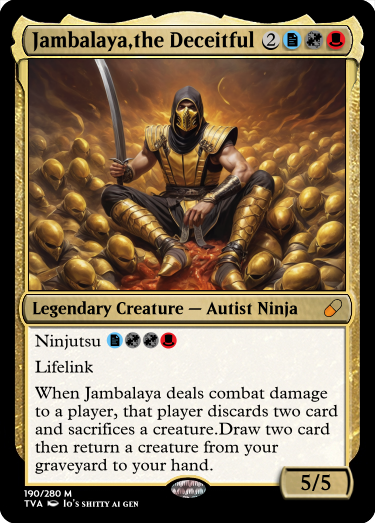 Jambalaya,the Deceitful 2
Legendary Creature — Autist Ninja
Ninjutsu
Lifelink
When Jambalaya deals combat damage
to a player, that player discards two card
and sacrifices a creature.Draw two card
then return a creature from your
graveyard to your hand.
5/5
190/280 M
TVA Io's shitty ai gen